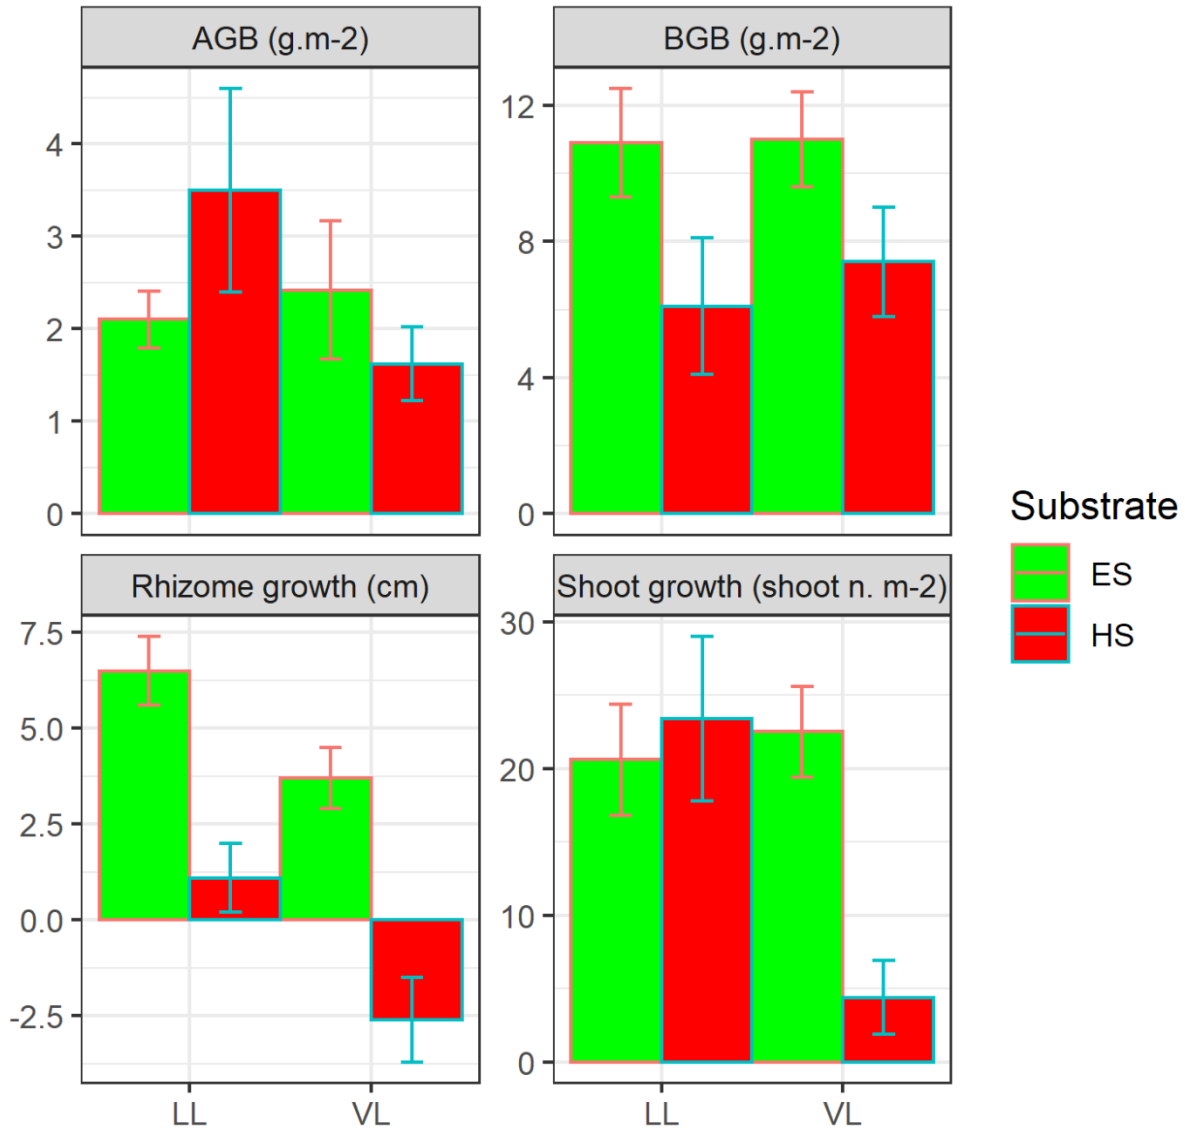 AGB (g.m-2)
BGB (g.m-2)
4
3
2
1
0
12
8
4
0
Rhizome growth (cm)
Shoot growth (shoot n. m-2)
7.5
5.0
2.5
0.0
-2.5
30
20
10
0
LL
VL
LL
VL
Substrate
ES
HS